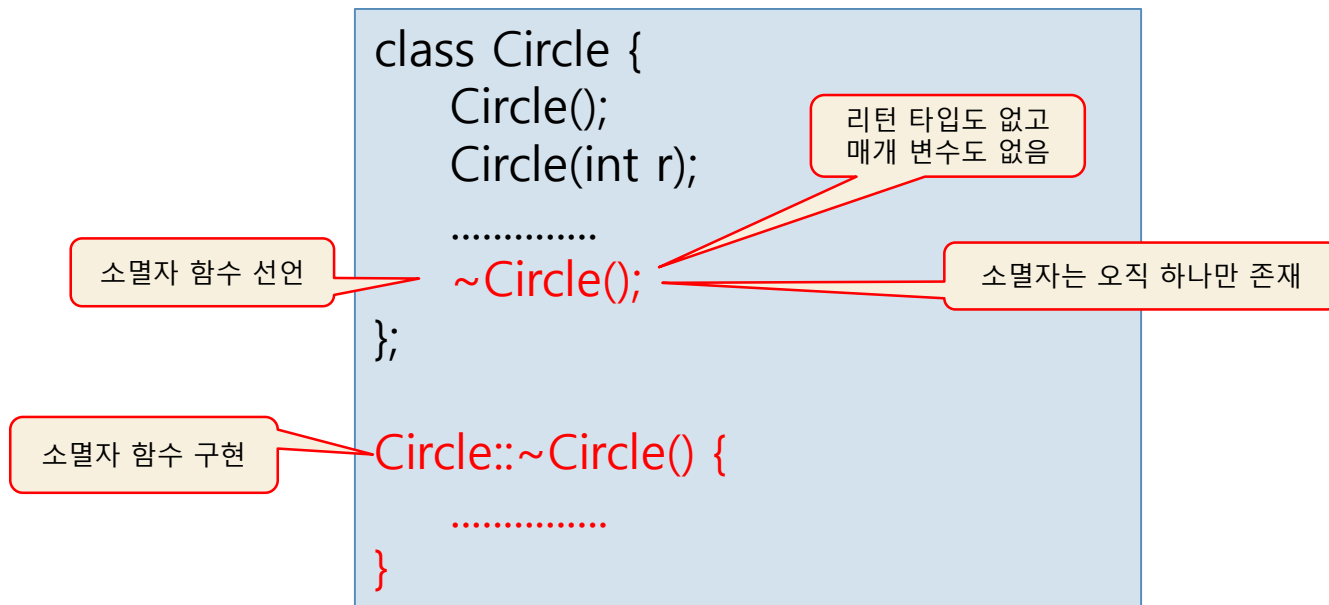 class Circle {
Circle();
Circle(int r);
리턴 타입도 없고
매개 변수도 없음
..............
소멸자 함수 선언
~Circle();
소멸자는 오직 하나만 존재
};
소멸자 함수 구현
Circle::~Circle() {
...............
}